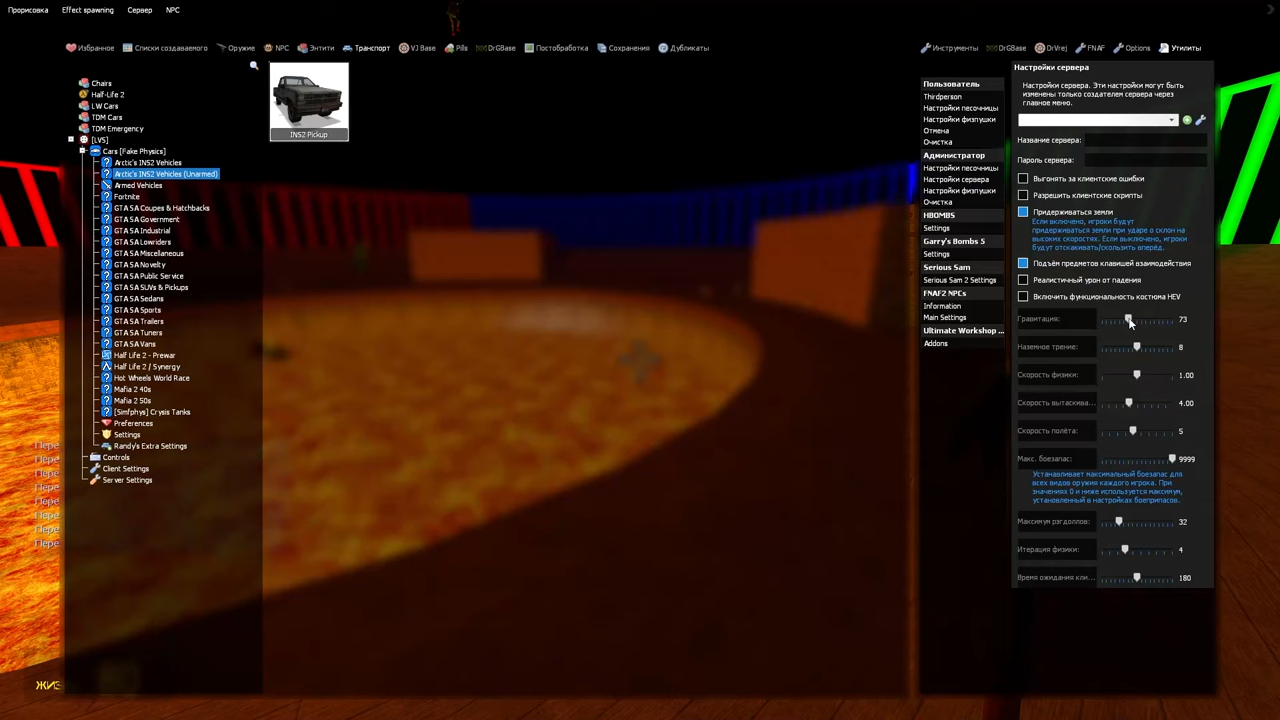 Прорисовка Effect spawning Сервер NPC
Избранное Списки создаваемого Оружие NPC Энтити Транспорт VJ Base Pills DrGBase Постобработка Сохранения Дубликаты
Инструменты DrGBase DrVrej FNAF Options Утилиты
Chairs
Half-Life 2
LW Cars
TDM Cars
TDM Emergency
[LVS]
Cars [Fake Physics]
Arctic's INS2 Vehicles
Arctic's INS2 Vehicles (Unarmed)
Armed Vehicles
Fortnite
GTA SA Coupes & Hatchbacks
GTA SA Government
GTA SA Industrial
GTA SA Lowriders
GTA SA Miscellaneous
GTA SA Novelty
GTA SA Public Service
GTA SA SUVs & Pickups
GTA SA Sedans
GTA SA Sports
GTA SA Trailers
GTA SA Tuners
GTA SA Vans
Half Life 2 - Prewar
Half Life 2 / Synergy
Hot Wheels World Race
Mafia 2 40s
Mafia 2 50s
[Simfphys] Crysis Tanks
Preferences
Settings
Randy's Extra Settings
Controls
Client Settings
Server Settings
INS2 Pickup
Пере
Пере
Пере
Пере
Пере
Пере
ЖИЗ
Пользователь
Thirdperson
Настройки песочницы
Настройки физпушки
Отмена
Очистка
Администратор
Настройки песочницы
Настройки сервера
Настройки физпушки
Очистка
HBOMBS
Settings
Garry's Bombs 5
Settings
Serious Sam
Serious Sam 2 Settings
FNAF2 NPCs
Information
Main Settings
Ultimate Workshop ...
Addons
Настройки сервера
Настройки сервера. Эти настройки могут быть
изменены только создателем сервера через
главное меню.
Название сервера:
Пароль сервера:
Выгонять за клиентские ошибки
Разрешить клиентские скрипты
Придерживаться земли
Если включено, игроки будут
придерживаться земли при ударе о склон на
высоких скоростях. Если выключено, игроки
будут отскакивать/скользить вперёд.
Подъём предметов клавишей взаимодействия
Реалистичный урон от падения
Включить функциональность костюма HEV
Гравитация: 73
Наземное трение: 8
Скорость физики: 1.00
Скорость вытаскива... 4.00
Скорость полёта: 5
Макс. боезапас: 9999
Устанавливает максимальный боезапас для
всех видов оружия каждого игрока. При
значениях 0 и ниже используется максимум,
установленный в настройках боеприпасов.
Максимум рэгдоллов: 32
Итерация физики: 4
Время ожидания кли... 180